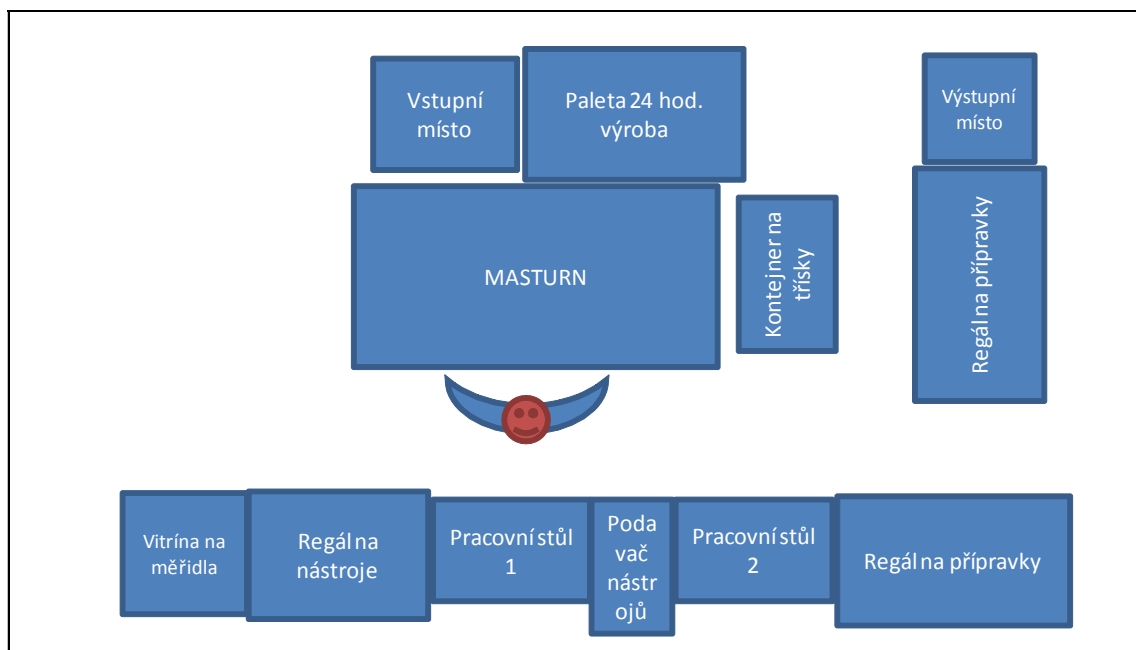 Vstupní
místo
Paleta 24 hod.
výroba
Výstupní
místo
MASTURN
Kontejner na
třísky
Regál na přípravky
Vitrína na
měřidla
Regál na
nástroje
Pracovní stůl
1
Poda
vač
nástr
ojů
Pracovní stůl
2
Regál na přípravky